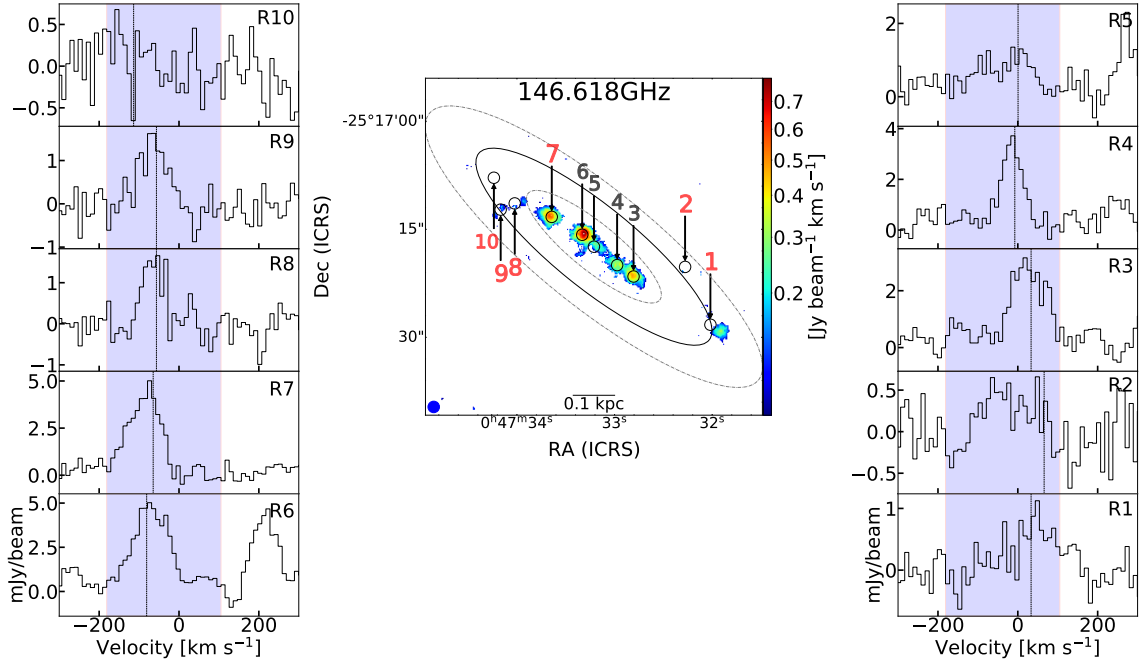 R10
0.5
0.0
−0.5
R9
1
0
−1
R8
1
0
−1
R7
5.0
2.5
0.0
R6
5.0
2.5
0.0
mJy/beam
−200 0 200
Velocity [km s⁻¹]
146.618GHz
-25°17'00"
15"
30"
Dec (ICRS)
7
6
5
4
3
2
1
10
9
8
0.1 kpc
0ʰ47ᵐ34ˢ 33ˢ 32ˢ
RA (ICRS)
0.7
0.6
0.5
0.4
0.3
0.2
[Jy beam⁻¹ km s⁻¹]
R5
2
0
R4
4
2
0
R3
2
0
R2
0.5
0.0
−0.5
R1
1
0
mJy/beam
−200 0 200
Velocity [km s⁻¹]